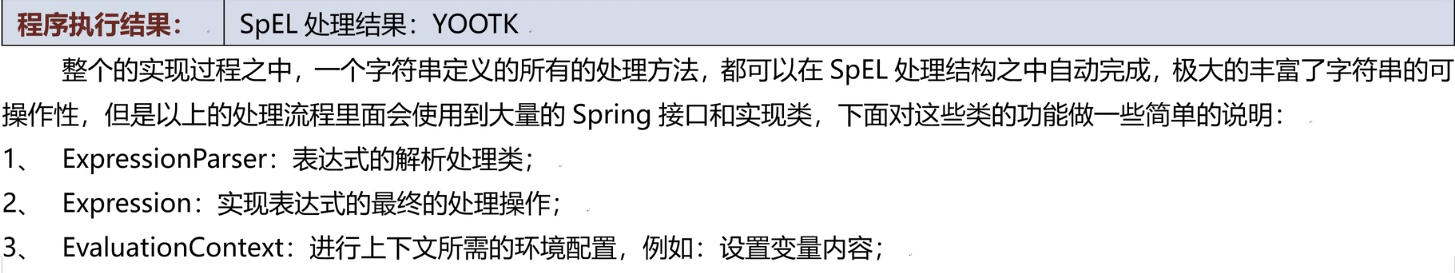 程序执行结果： SpEL 处理结果：YOOTK
整个的实现过程之中，一个字符串定义的所有的处理方法，都可以在 SpEL 处理结构之中自动完成，极大的丰富了字符串的可
操作性，但是以上的处理流程里面会使用到大量的 Spring 接口和实现类，下面对这些类的功能做一些简单的说明：
1、 ExpressionParser：表达式的解析处理类；
2、 Expression：实现表达式的最终的处理操作；
3、 EvaluationContext：进行上下文所需的环境配置，例如：设置变量内容；